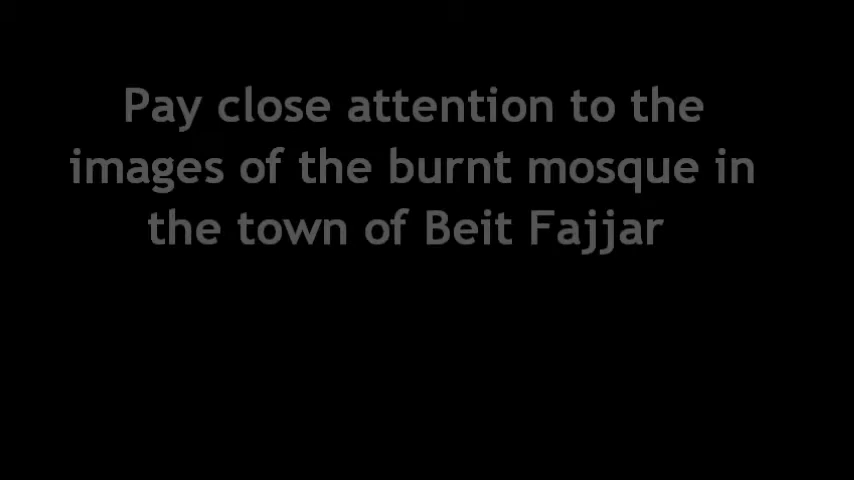 Pay close attention to the
images of the burnt mosque in
the town of Beit Fajjar